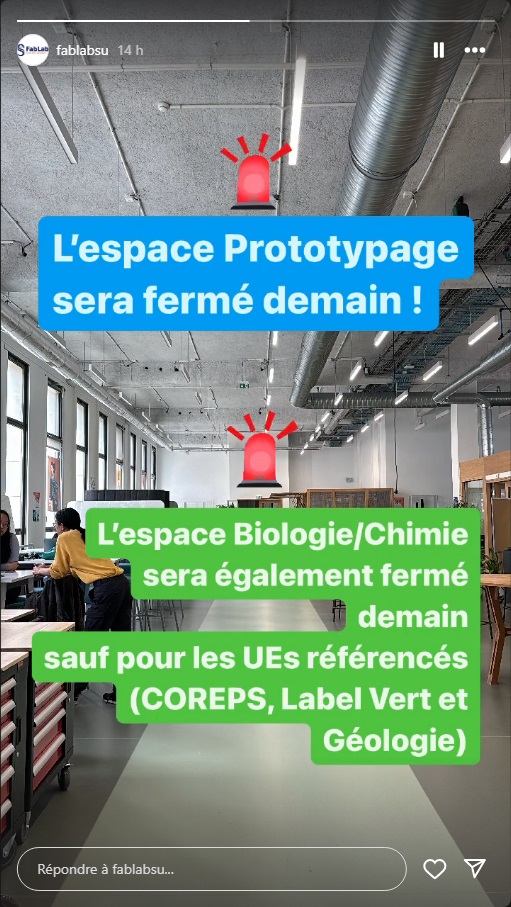 FabLab
fablabsu 14 h
L’espace Prototypage
sera fermé demain !
L’espace Biologie/Chimie
sera également fermé
demain
sauf pour les UEs référencés
(COREPS, Label Vert et
Géologie)
Répondre à fablabsu...